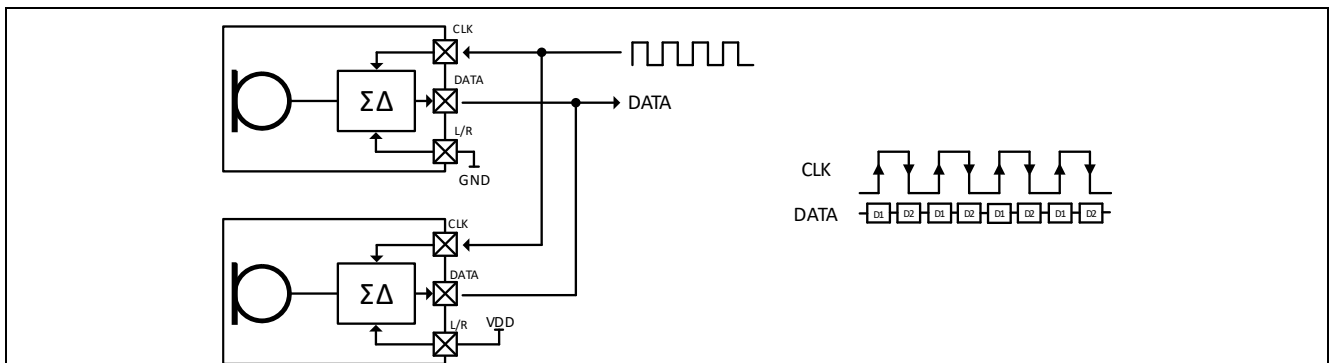 CLK
DATA
ΣΔ
DATA
L/R
GND
CLK
DATA
D1 D2 D1 D2 D1 D2 D1 D2
CLK
DATA
ΣΔ
L/R
VDD